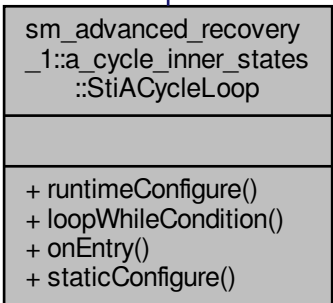 sm_advanced_recovery
_1::a_cycle_inner_states
::StiACycleLoop
+ runtimeConfigure()
+ loopWhileCondition()
+ onEntry()
+ staticConfigure()